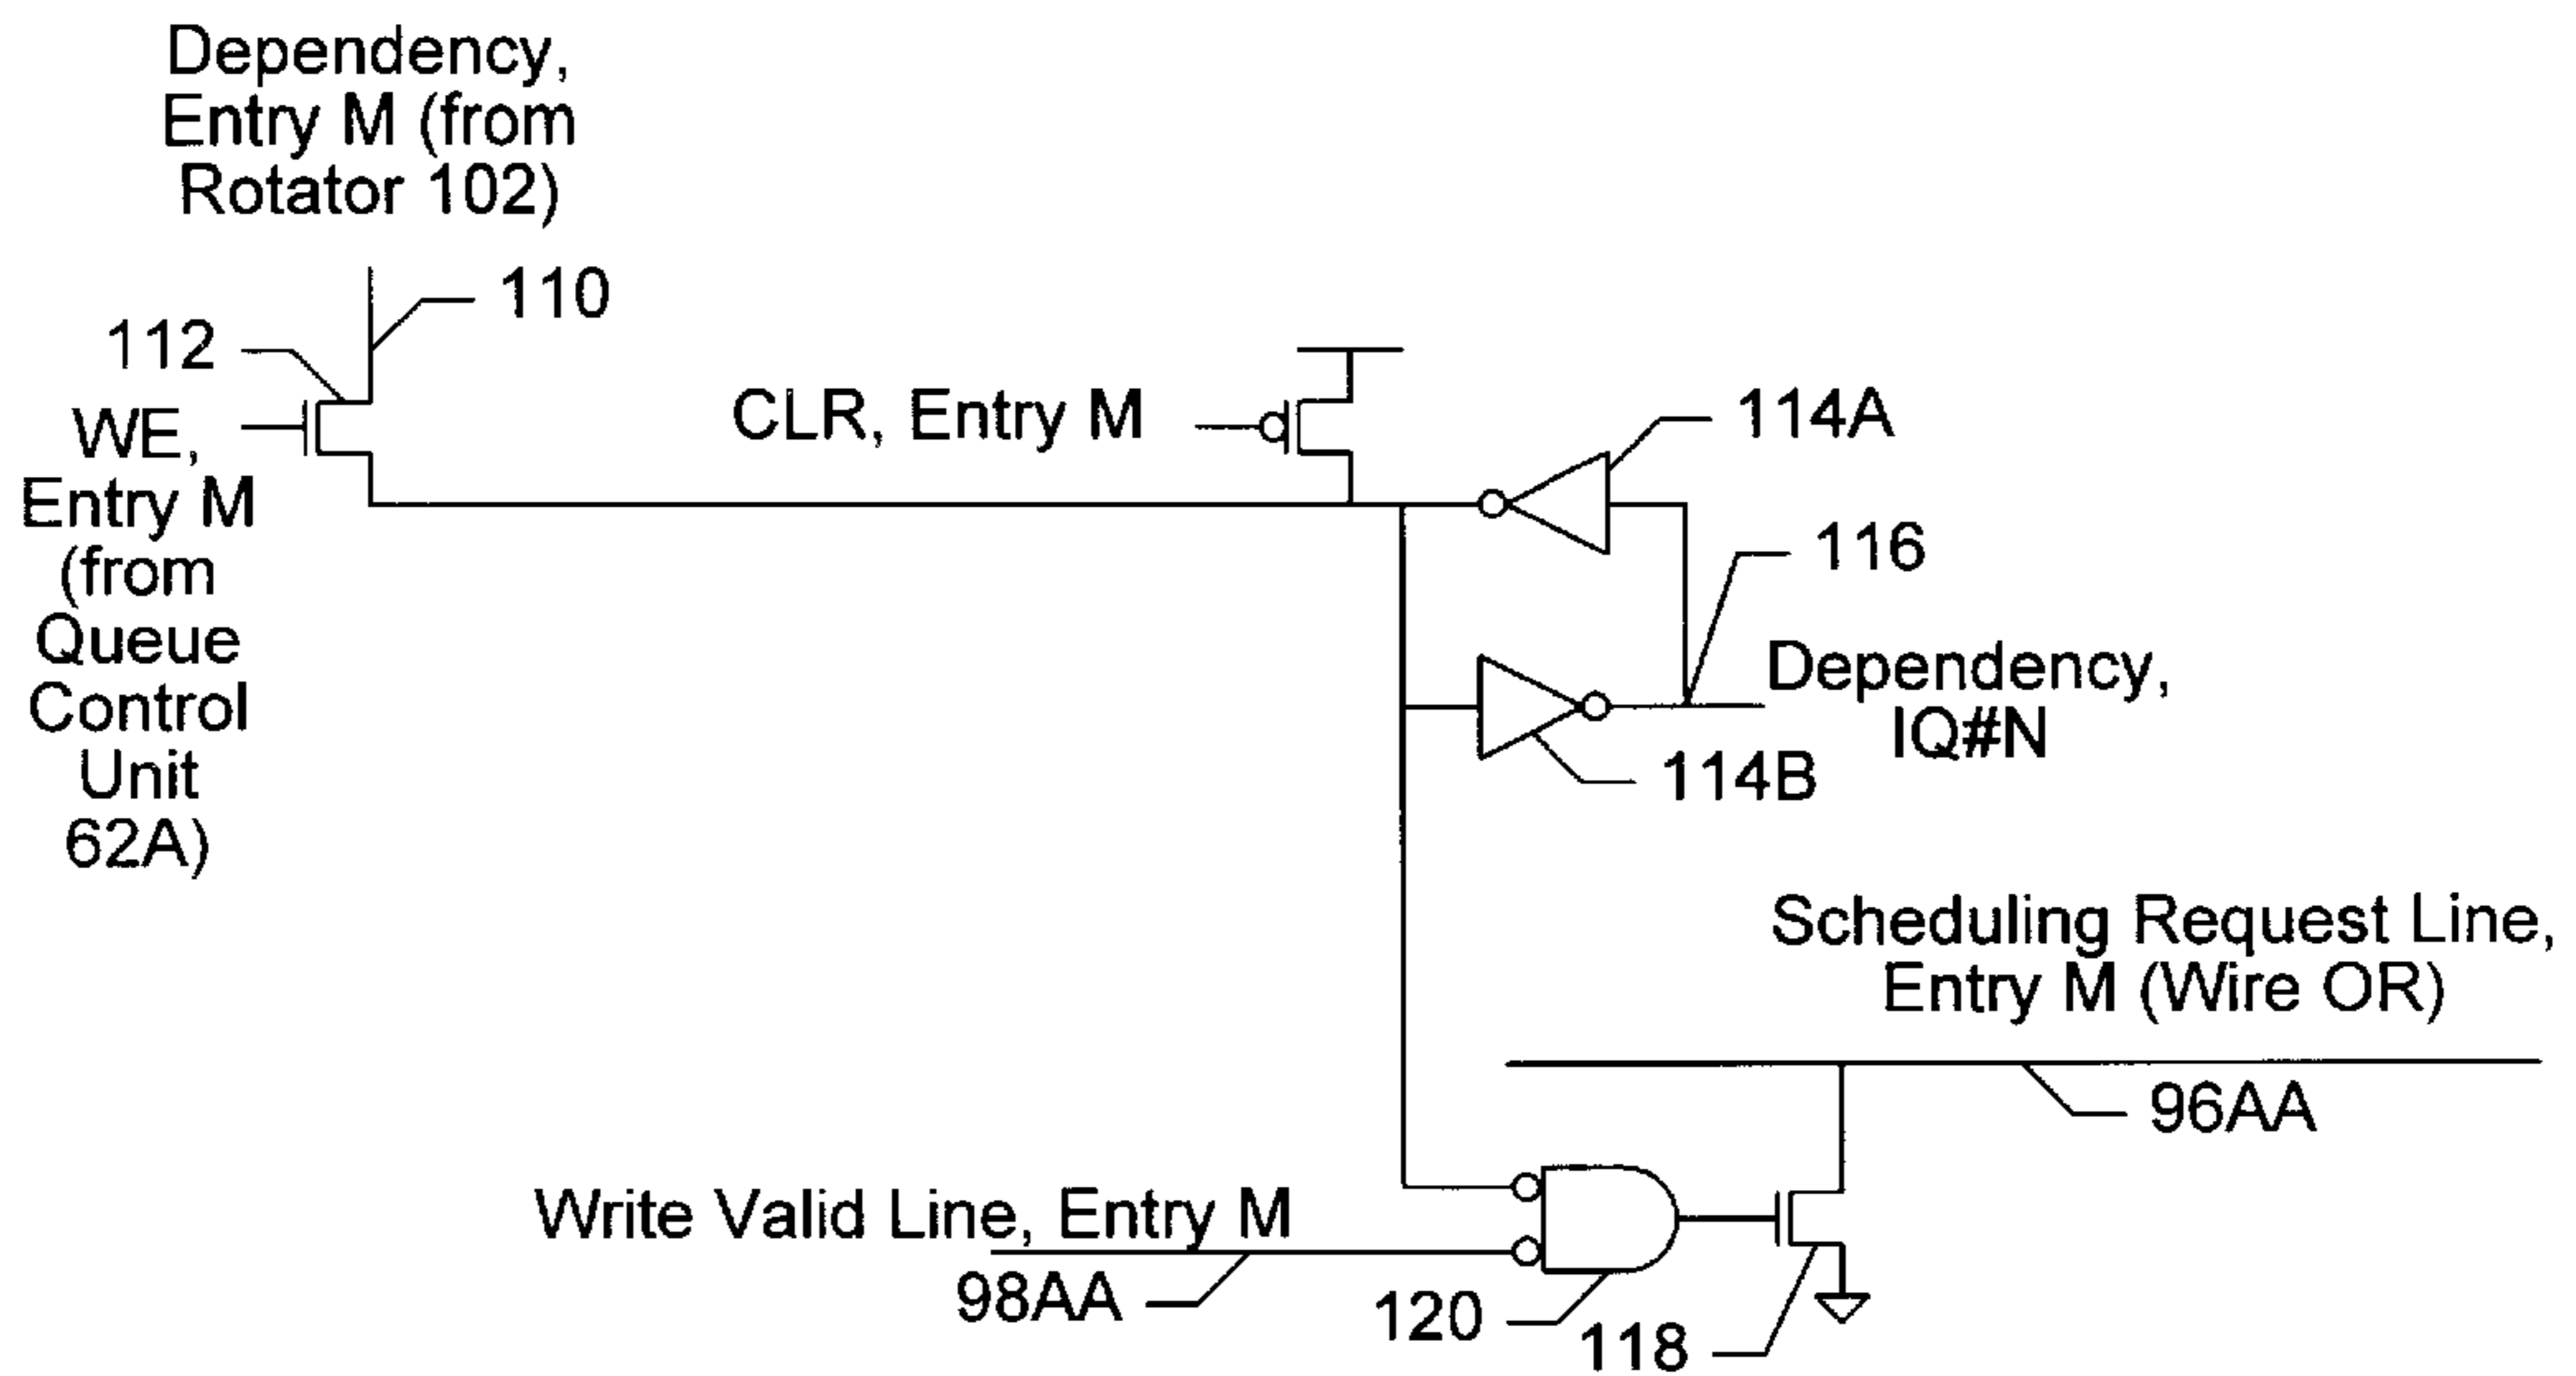 Dependency,
Entry M (from
Rotator 102)
110
112
WE,
Entry M
(from
Queue
Control
Unit
62A)
CLR, Entry M
114A
116
Dependency,
IQ#N
114B
Scheduling Request Line,
Entry M (Wire OR)
96AA
Write Valid Line, Entry M
98AA
120
118